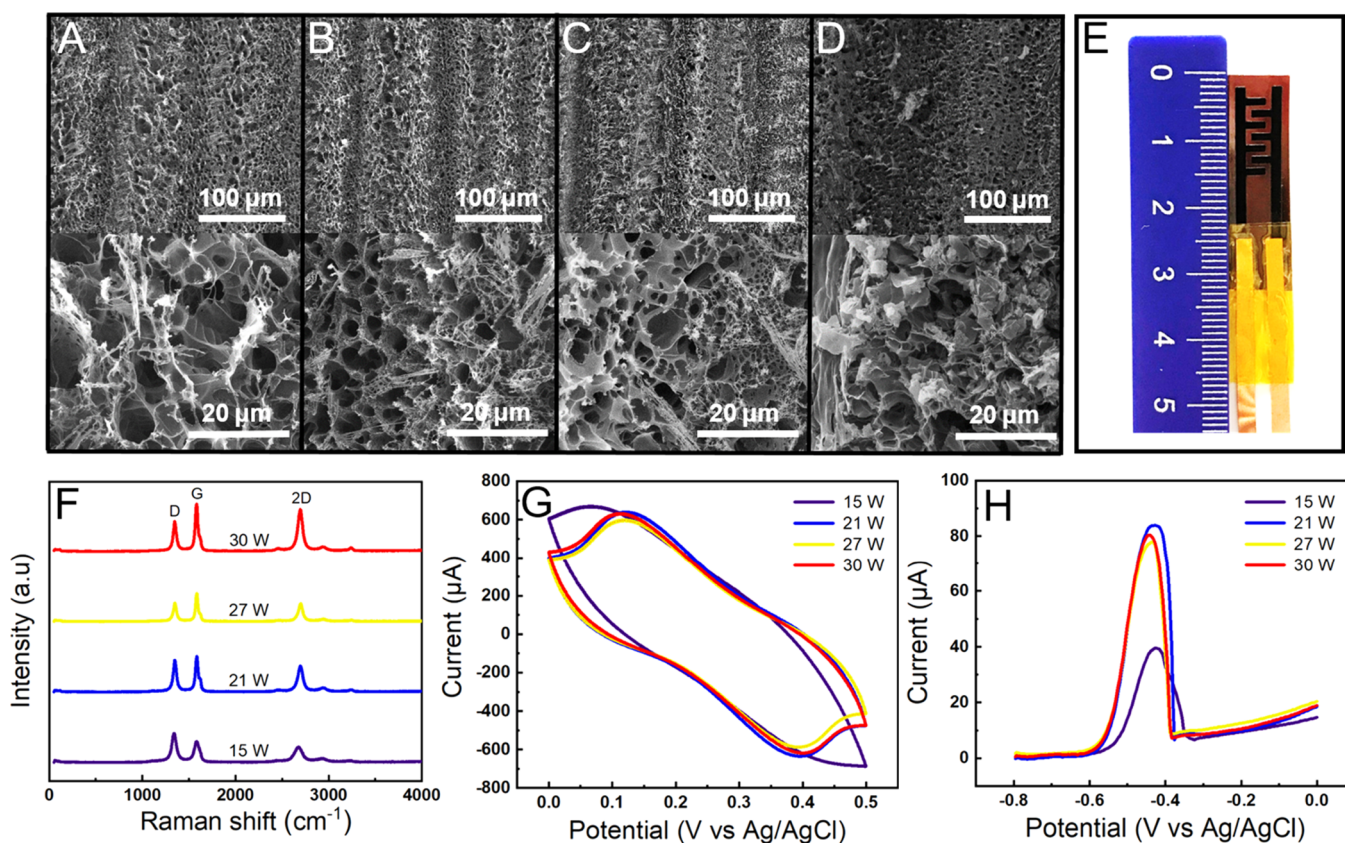 A
B
C
D
E
100 µm
100 µm
100 µm
100 µm
20 µm
20 µm
20 µm
20 µm
0
1
2
3
4
5
F
D
G
2D
30 W
27 W
21 W
15 W
Intensity (a.u)
0
1000
2000
3000
4000
Raman shift (cm⁻¹)
G
15 W
21 W
27 W
30 W
Current (µA)
800
600
400
200
0
-200
-400
-600
-800
0.0
0.1
0.2
0.3
0.4
0.5
Potential (V vs Ag/AgCl)
H
15 W
21 W
27 W
30 W
Current (µA)
100
80
60
40
20
0
-0.8
-0.6
-0.4
-0.2
0.0
Potential (V vs Ag/AgCl)